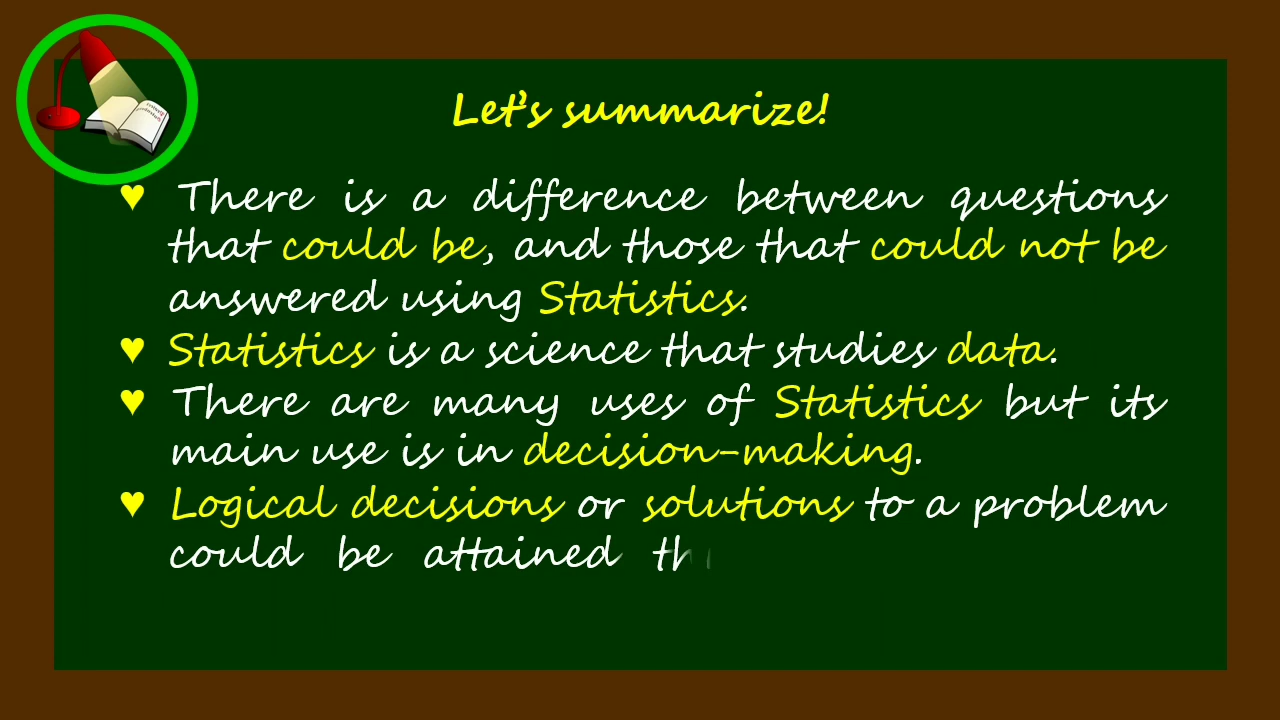 Let's summarize!
♥ There is a difference between questions
that could be, and those that could not be
answered using Statistics.
♥ Statistics is a science that studies data.
♥ There are many uses of Statistics but its
main use is in decision-making.
♥ Logical decisions or solutions to a problem
could be attained